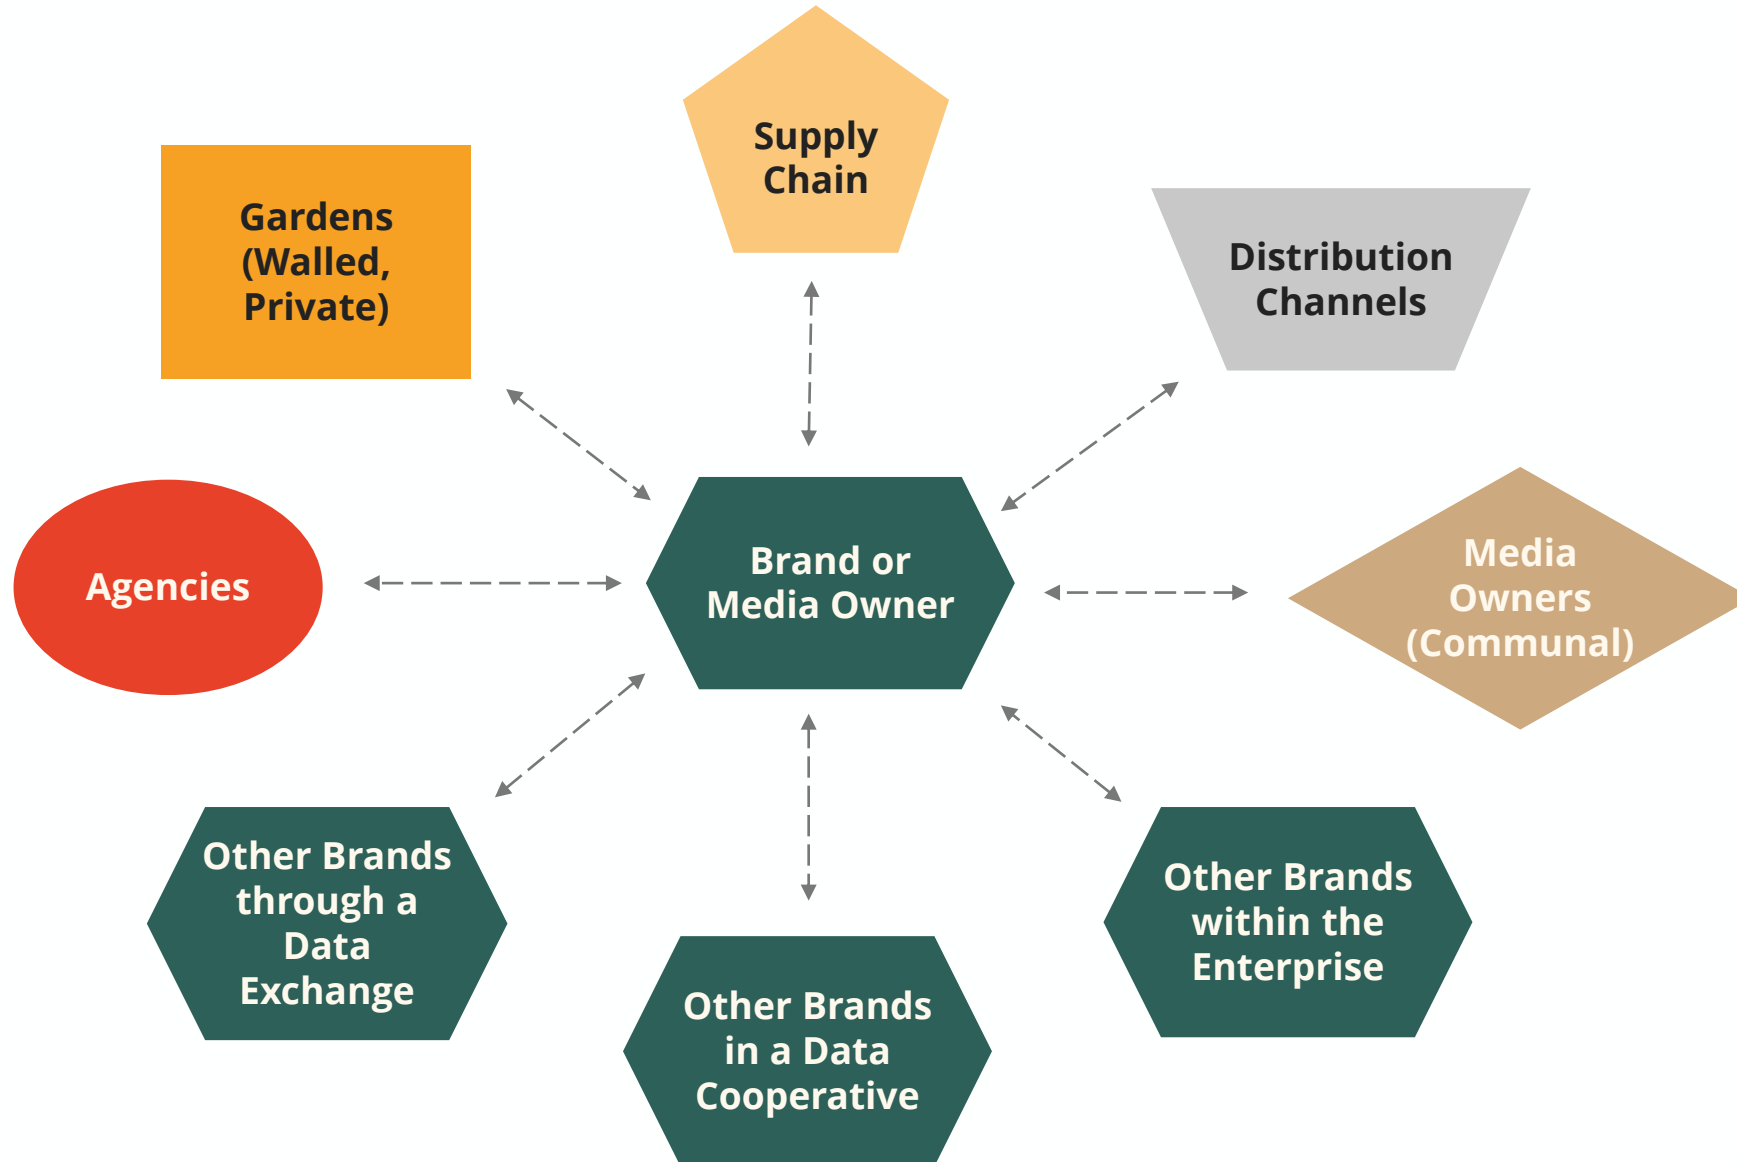 Supply
Chain
Gardens
(Walled,
Private)
Distribution
Channels
Agencies
Brand or
Media Owner
Media
Owners
(Communal)
Other Brands
through a
Data
Exchange
Other Brands
in a Data
Cooperative
Other Brands
within the
Enterprise